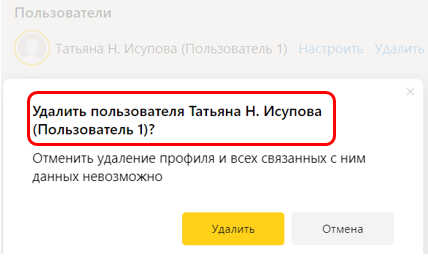 Пользователи
Татьяна Н. Исупова (Пользователь 1) Настроить Удалить
Удалить пользователя Татьяна Н. Исупова
(Пользователь 1)?
Отменить удаление профиля и всех связанных с ним
данных невозможно
Удалить Отмена